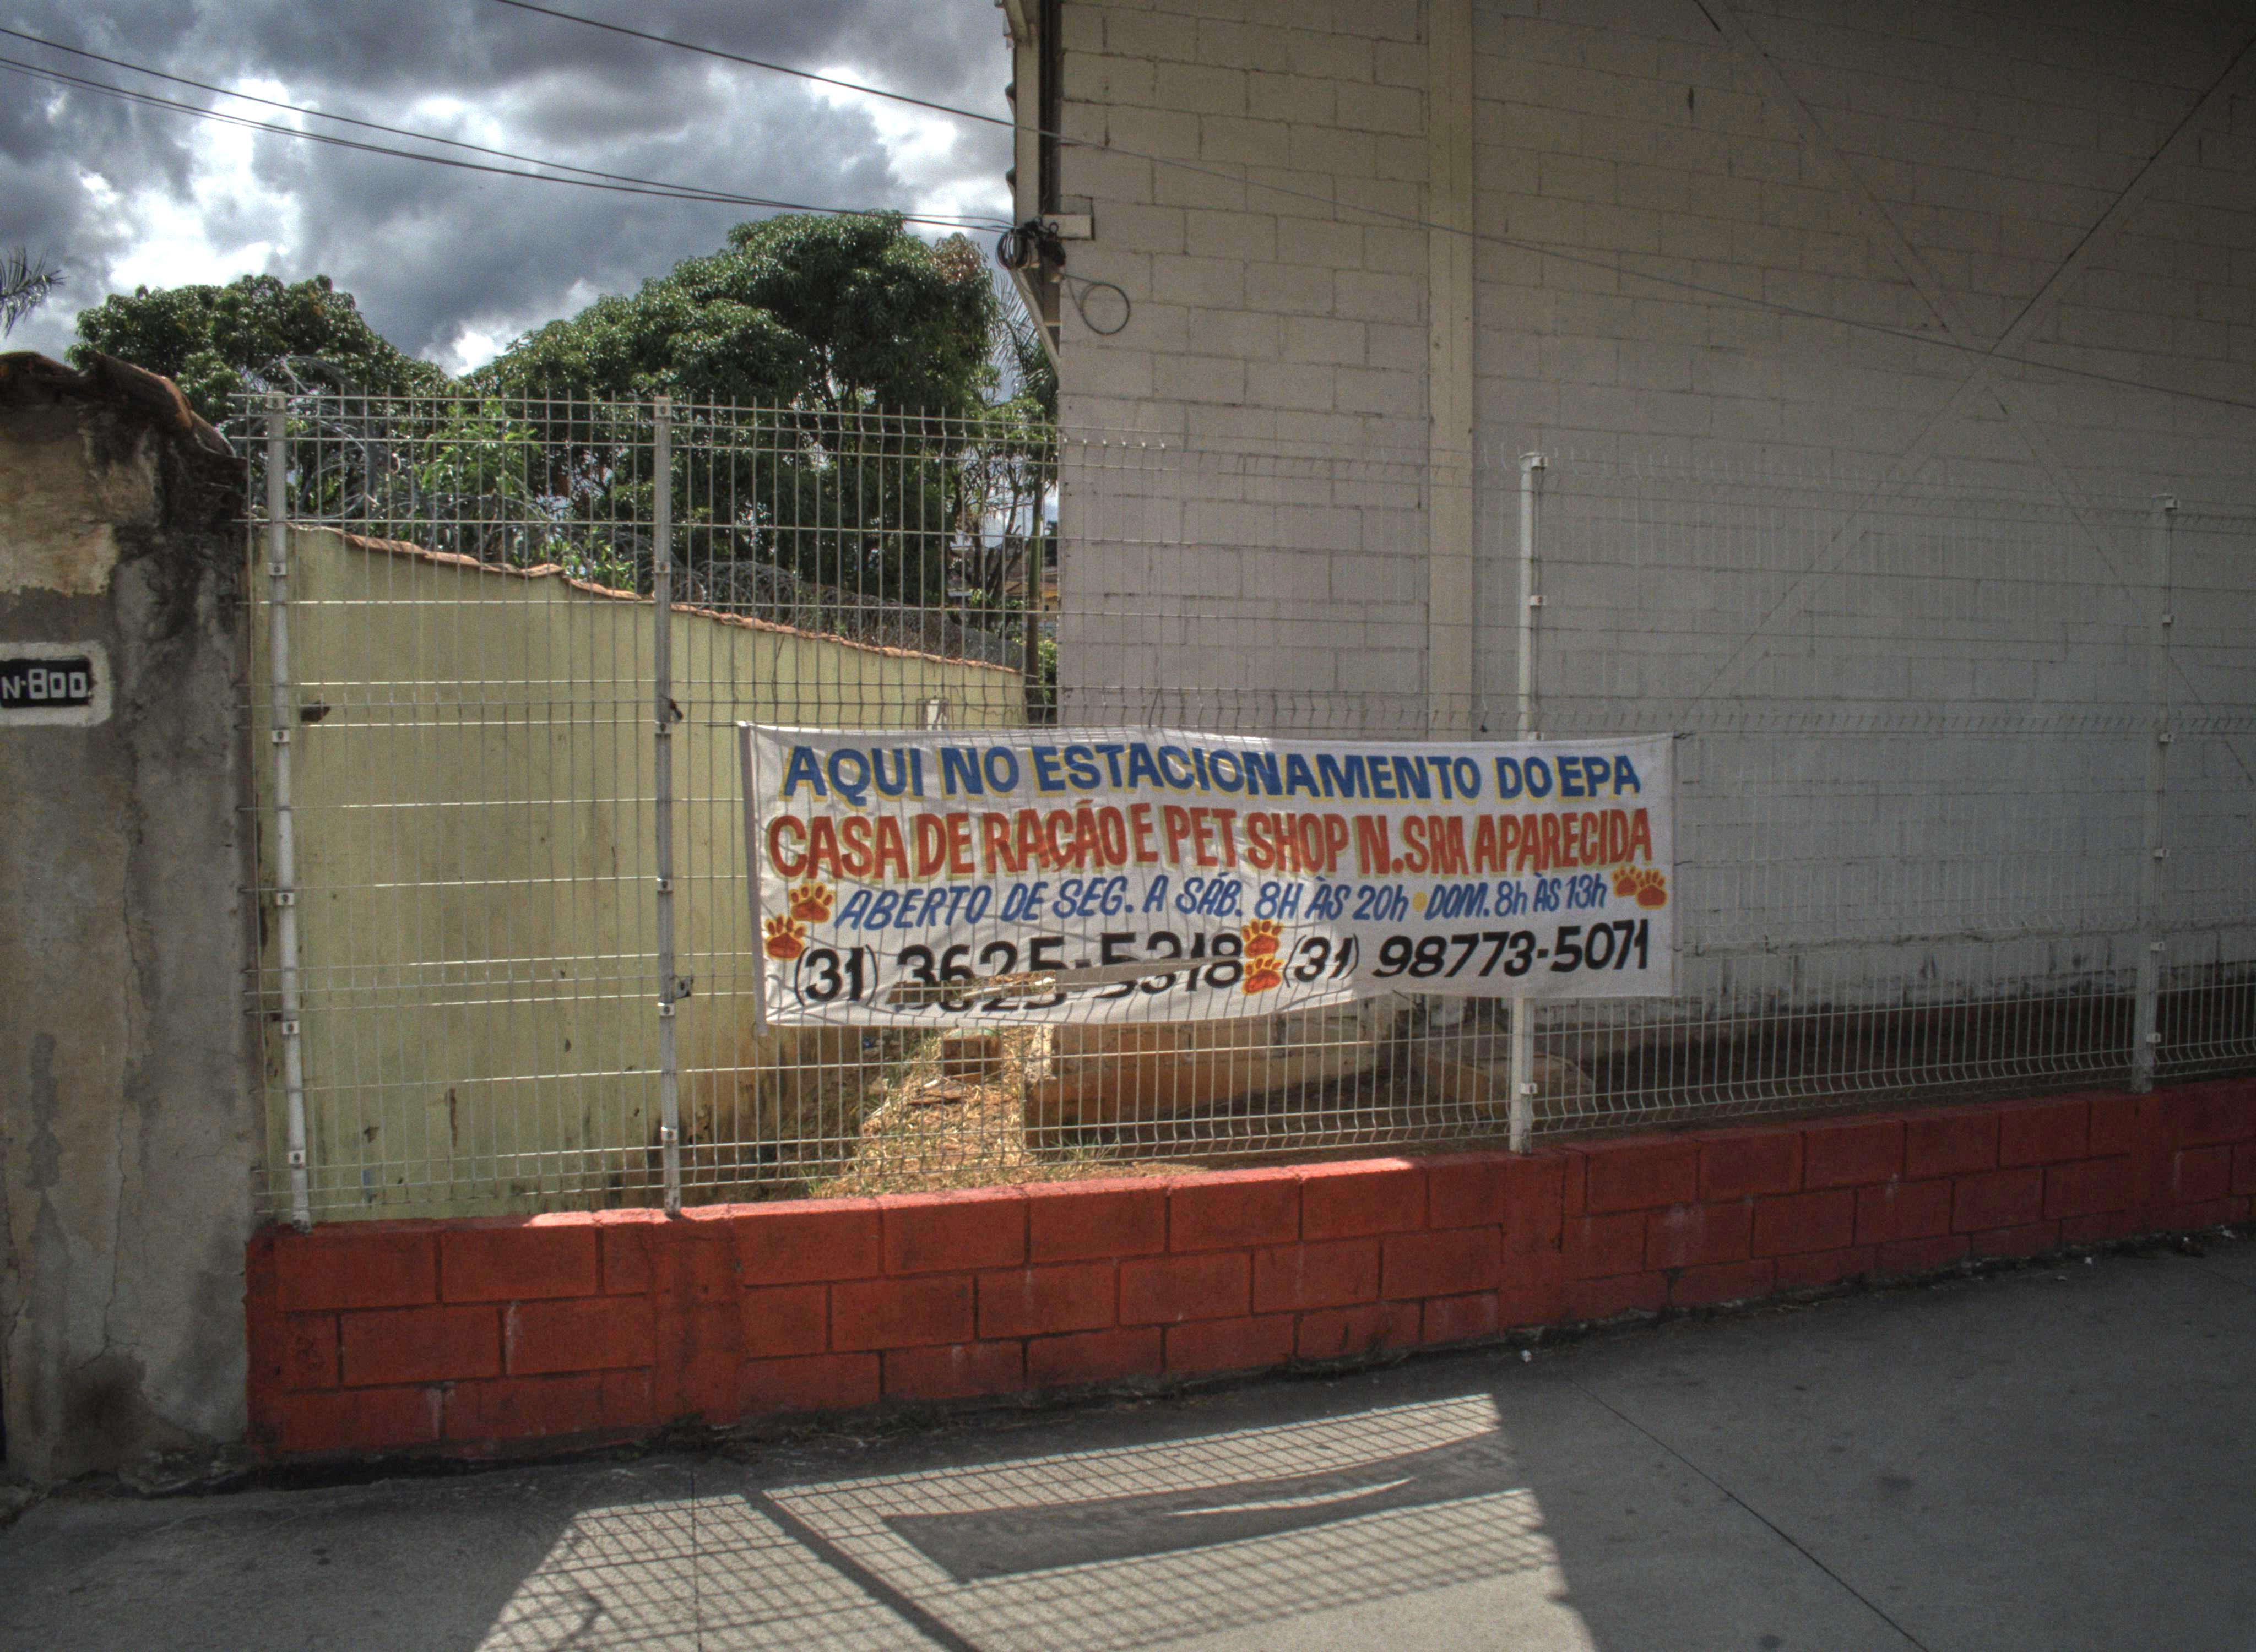 N·800.
AQUI NO ESTACIONAMENTO DO EPA
CASA DE RAÇÃO E PET SHOP N.SRA APARECIDA
ABERTO DE SEG. A SÁB. 8H ÀS 20h • DOM. 8h ÀS 13h
(31) 3625-5318 (31) 98773-5071